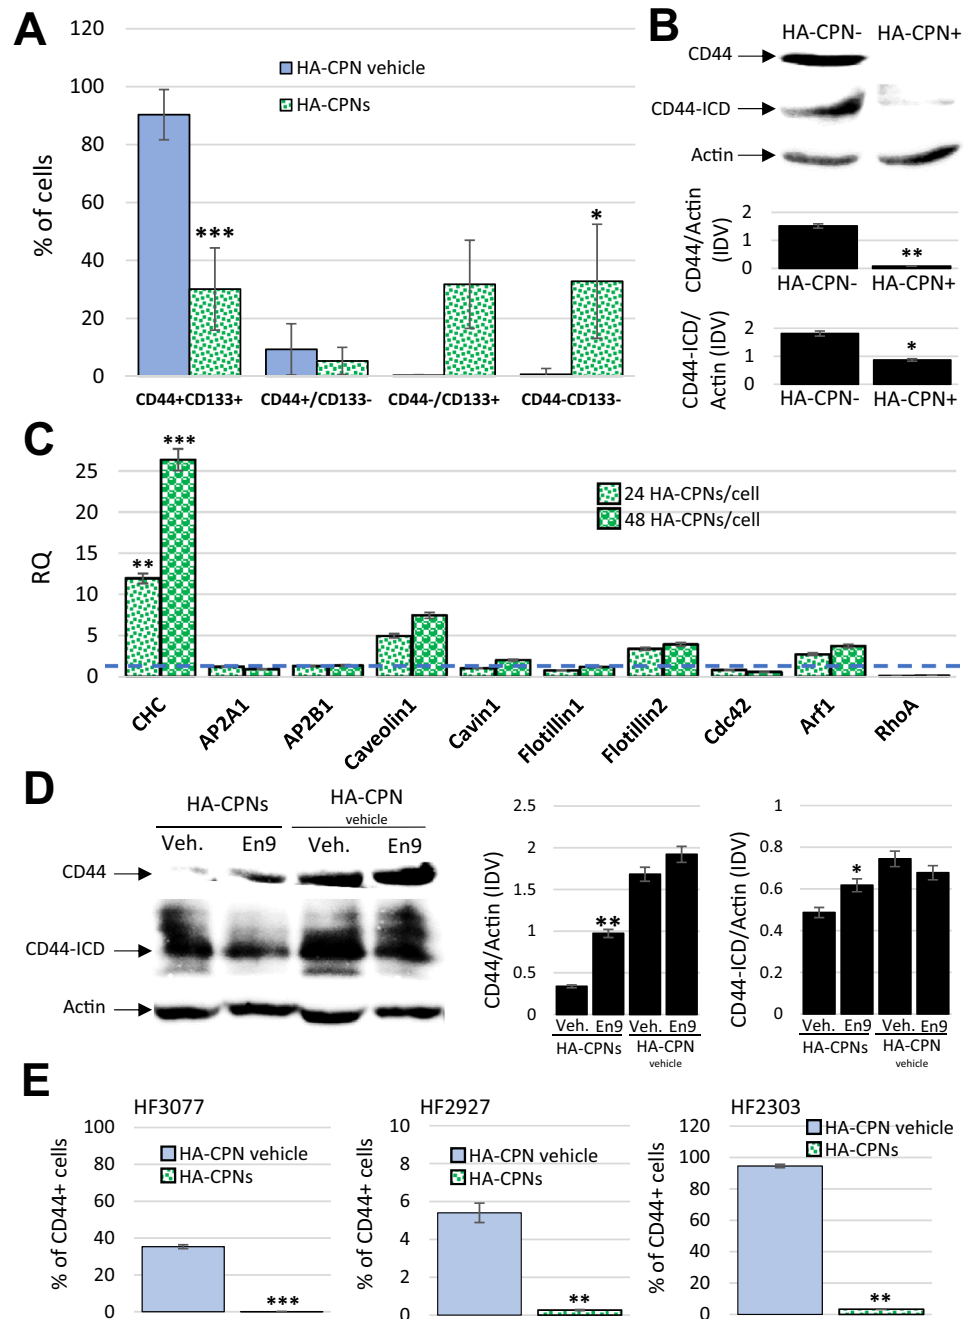 A
120
100
80
60
40
20
0
% of cells
HA-CPN vehicle
HA-CPNs
***
*
CD44+CD133+
CD44+/CD133-
CD44-/CD133+
CD44-CD133-
B
HA-CPN- HA-CPN+
CD44
CD44-ICD
Actin
CD44/Actin
(IDV)
2
1
0
**
HA-CPN- HA-CPN+
CD44-ICD/
Actin (IDV)
2
1
0
*
HA-CPN- HA-CPN+
C
RQ
25
20
15
10
5
0
**
***
24 HA-CPNs/cell
48 HA-CPNs/cell
CHC
AP2A1
AP2B1
Caveolin1
Cavin1
Flotillin1
Flotillin2
Cdc42
Arf1
RhoA
D
HA-CPNs
HA-CPN
vehicle
Veh. En9 Veh. En9
CD44
CD44-ICD
Actin
CD44/Actin (IDV)
2.5
2
1.5
1
0.5
0
**
Veh. En9 Veh. En9
HA-CPNs HA-CPN
vehicle
CD44-ICD/Actin (IDV)
1
0.8
0.6
0.4
0.2
0
*
Veh. En9 Veh. En9
HA-CPNs HA-CPN
vehicle
E
HF3077
% of CD44+ cells
100
80
60
40
20
0
HA-CPN vehicle
HA-CPNs
***
HF2927
% of CD44+ cells
10
8
6
4
2
0
HA-CPN vehicle
HA-CPNs
**
HF2303
% of CD44+ cells
120
100
80
60
40
20
0
HA-CPN vehicle
HA-CPNs
**